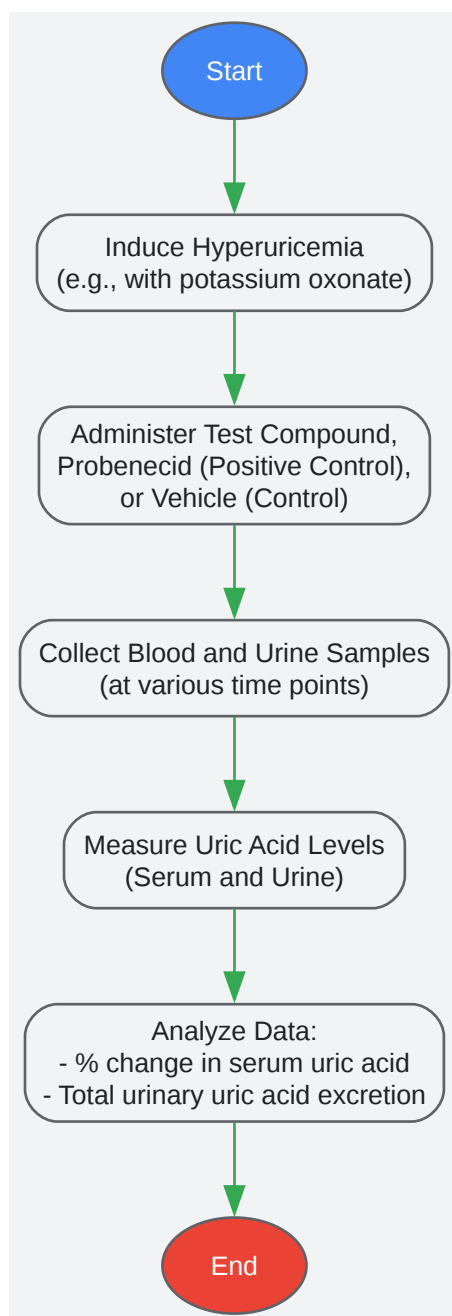 Start
Induce Hyperuricemia
(e.g., with potassium oxonate)
Administer Test Compound,
Probenecid (Positive Control),
or Vehicle (Control)
Collect Blood and Urine Samples
(at various time points)
Measure Uric Acid Levels
(Serum and Urine)
Analyze Data:
- % change in serum uric acid
- Total urinary uric acid excretion
End